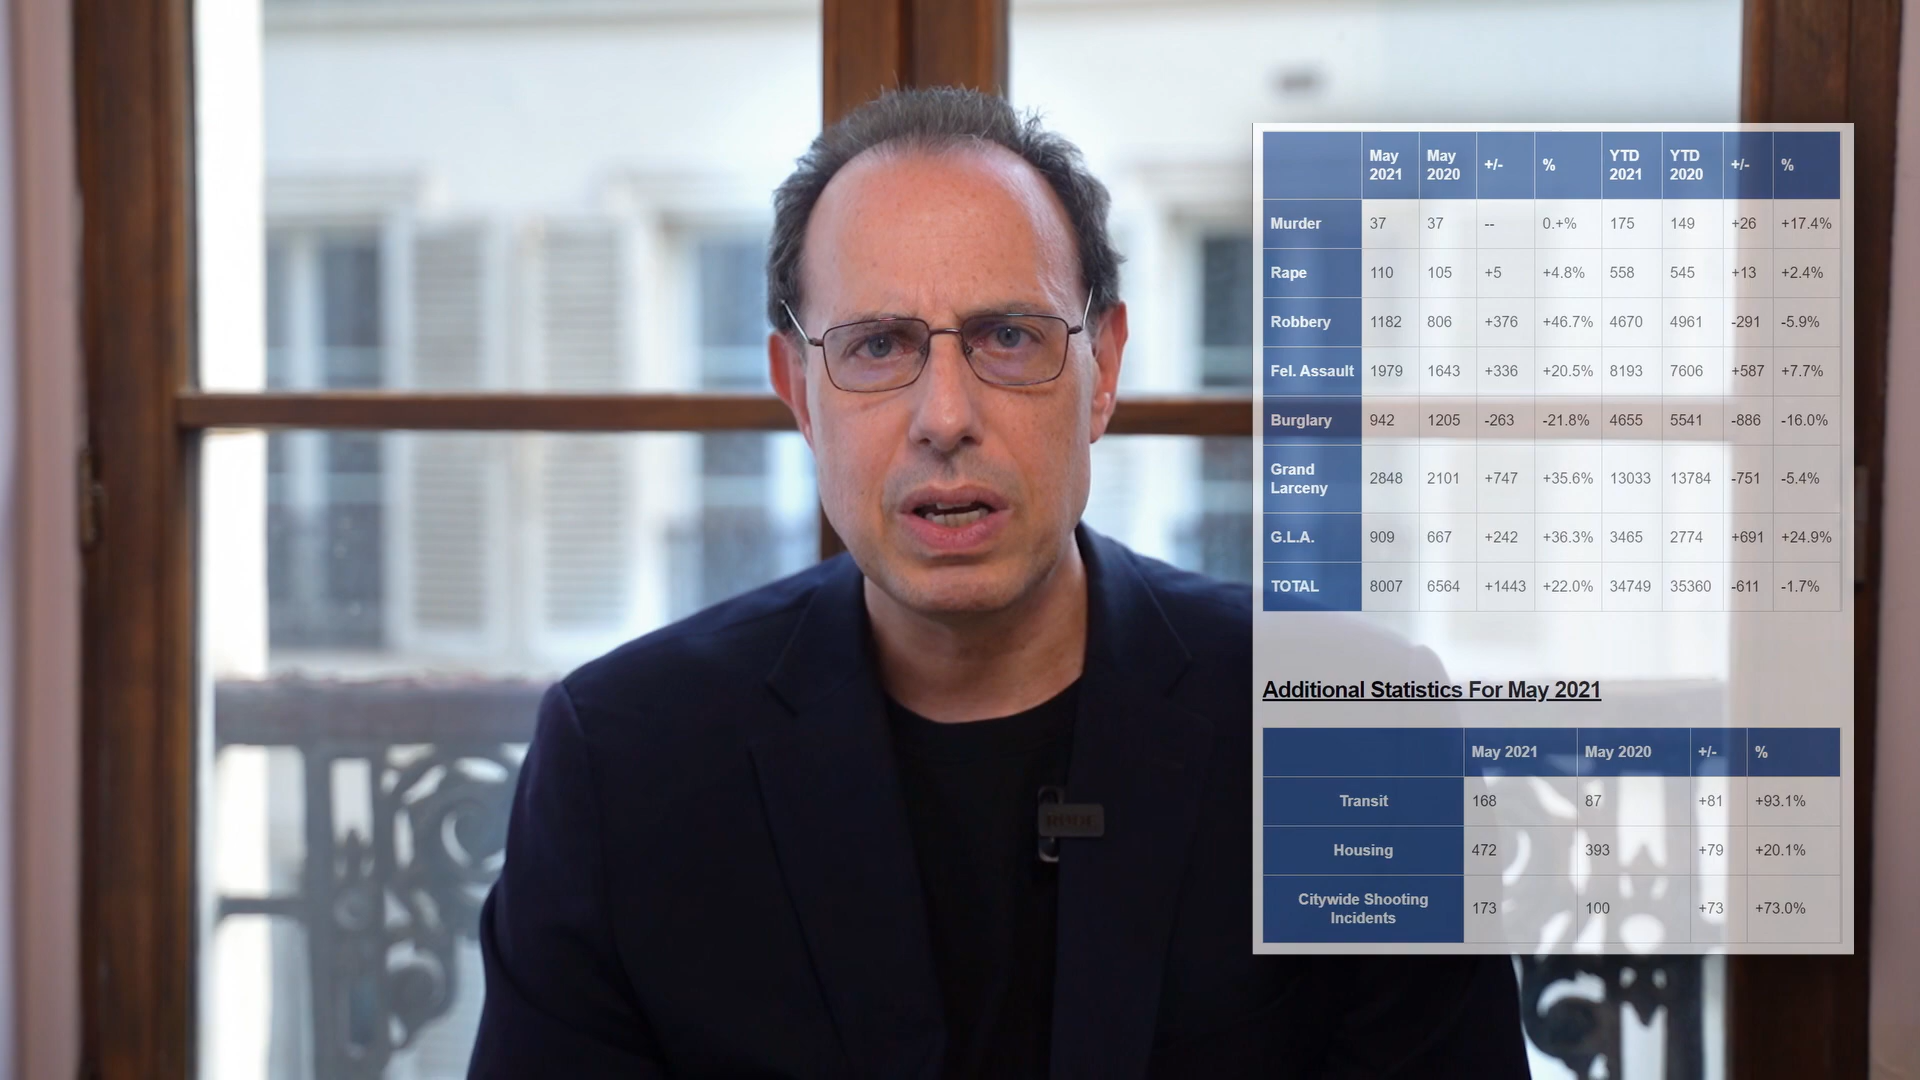 May 2021 May 2020 +/- % YTD 2021 YTD 2020 +/- %
Murder 37 37 -- 0.+% 175 149 +26 +17.4%
Rape 110 105 +5 +4.8% 558 545 +13 +2.4%
Robbery 1182 806 +376 +46.7% 4670 4961 -291 -5.9%
Fel. Assault 1979 1643 +336 +20.5% 8193 7606 +587 +7.7%
Burglary 942 1205 -263 -21.8% 4655 5541 -886 -16.0%
Grand Larceny 2848 2101 +747 +35.6% 13033 13784 -751 -5.4%
G.L.A. 909 667 +242 +36.3% 3465 2774 +691 +24.9%
TOTAL 8007 6564 +1443 +22.0% 34749 35360 -611 -1.7%
Additional Statistics For May 2021
May 2021 May 2020 +/- %
Transit 168 87 +81 +93.1%
Housing 472 393 +79 +20.1%
Citywide Shooting Incidents 173 100 +73 +73.0%
RODE